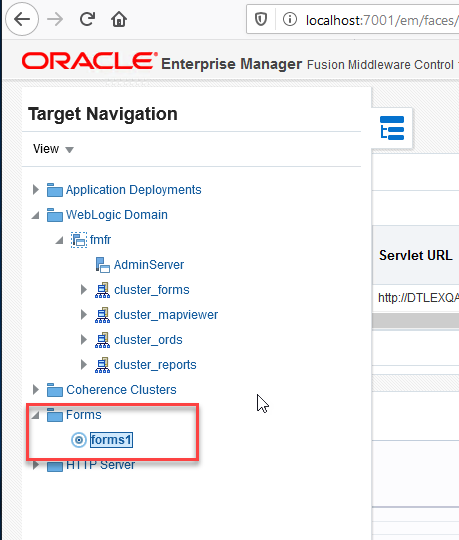 localhost:7001/em/faces/
ORACLE Enterprise Manager Fusion Middleware Control
Target Navigation
View
Application Deployments
WebLogic Domain
fmfr
AdminServer
cluster_forms
cluster_mapviewer
cluster_ords
cluster_reports
Coherence Clusters
Forms
forms1
HTTP Server
Servlet URL
http://DTLEXQA